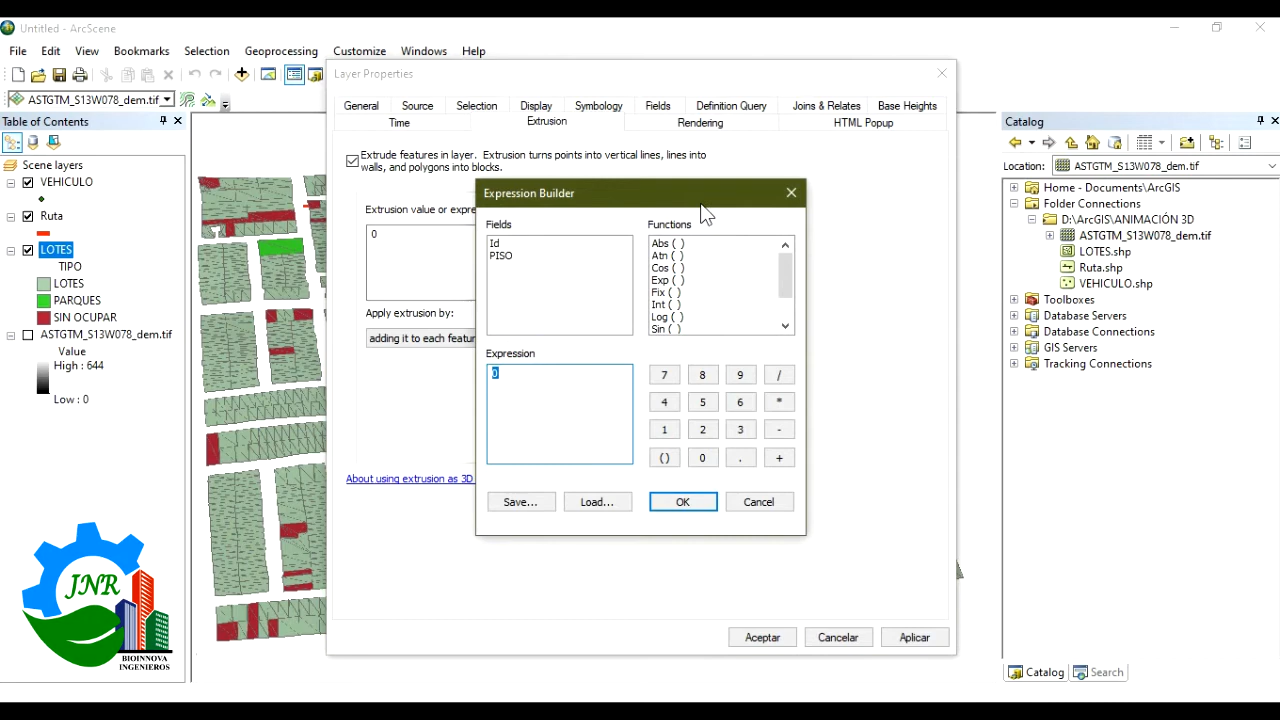 Untitled - ArcScene
File Edit View Bookmarks Selection Geoprocessing Customize Windows Help
ASTGTM_S13W078_dem.tif
Table of Contents
Scene layers
VEHICULO
Ruta
LOTES
TIPO
LOTES
PARQUES
SIN OCUPAR
ASTGTM_S13W078_dem.tif
Value
High : 644
Low : 0
JNR
BIOINNOVA
INGENIEROS
Layer Properties
General Source Selection Display Symbology Fields Definition Query Joins & Relates Base Heights
Time Extrusion Rendering HTML Popup
Extrude features in layer. Extrusion turns points into vertical lines, lines into
walls, and polygons into blocks.
Extrusion value or expre
0
Apply extrusion by:
adding it to each featur
About using extrusion as 3D
Aceptar Cancelar Aplicar
Expression Builder
Fields
Id
PISO
Functions
Abs ( )
Atn ( )
Cos ( )
Exp ( )
Fix ( )
Int ( )
Log ( )
Sin ( )
Expression
0
7 8 9 /
4 5 6 *
1 2 3 -
() 0 . +
Save... Load... OK Cancel
Catalog
Location: ASTGTM_S13W078_dem.tif
Home - Documents\ArcGIS
Folder Connections
D:\ArcGIS\ANIMACIÓN 3D
ASTGTM_S13W078_dem.tif
LOTES.shp
Ruta.shp
VEHICULO.shp
Toolboxes
Database Servers
Database Connections
GIS Servers
Tracking Connections
Catalog Search